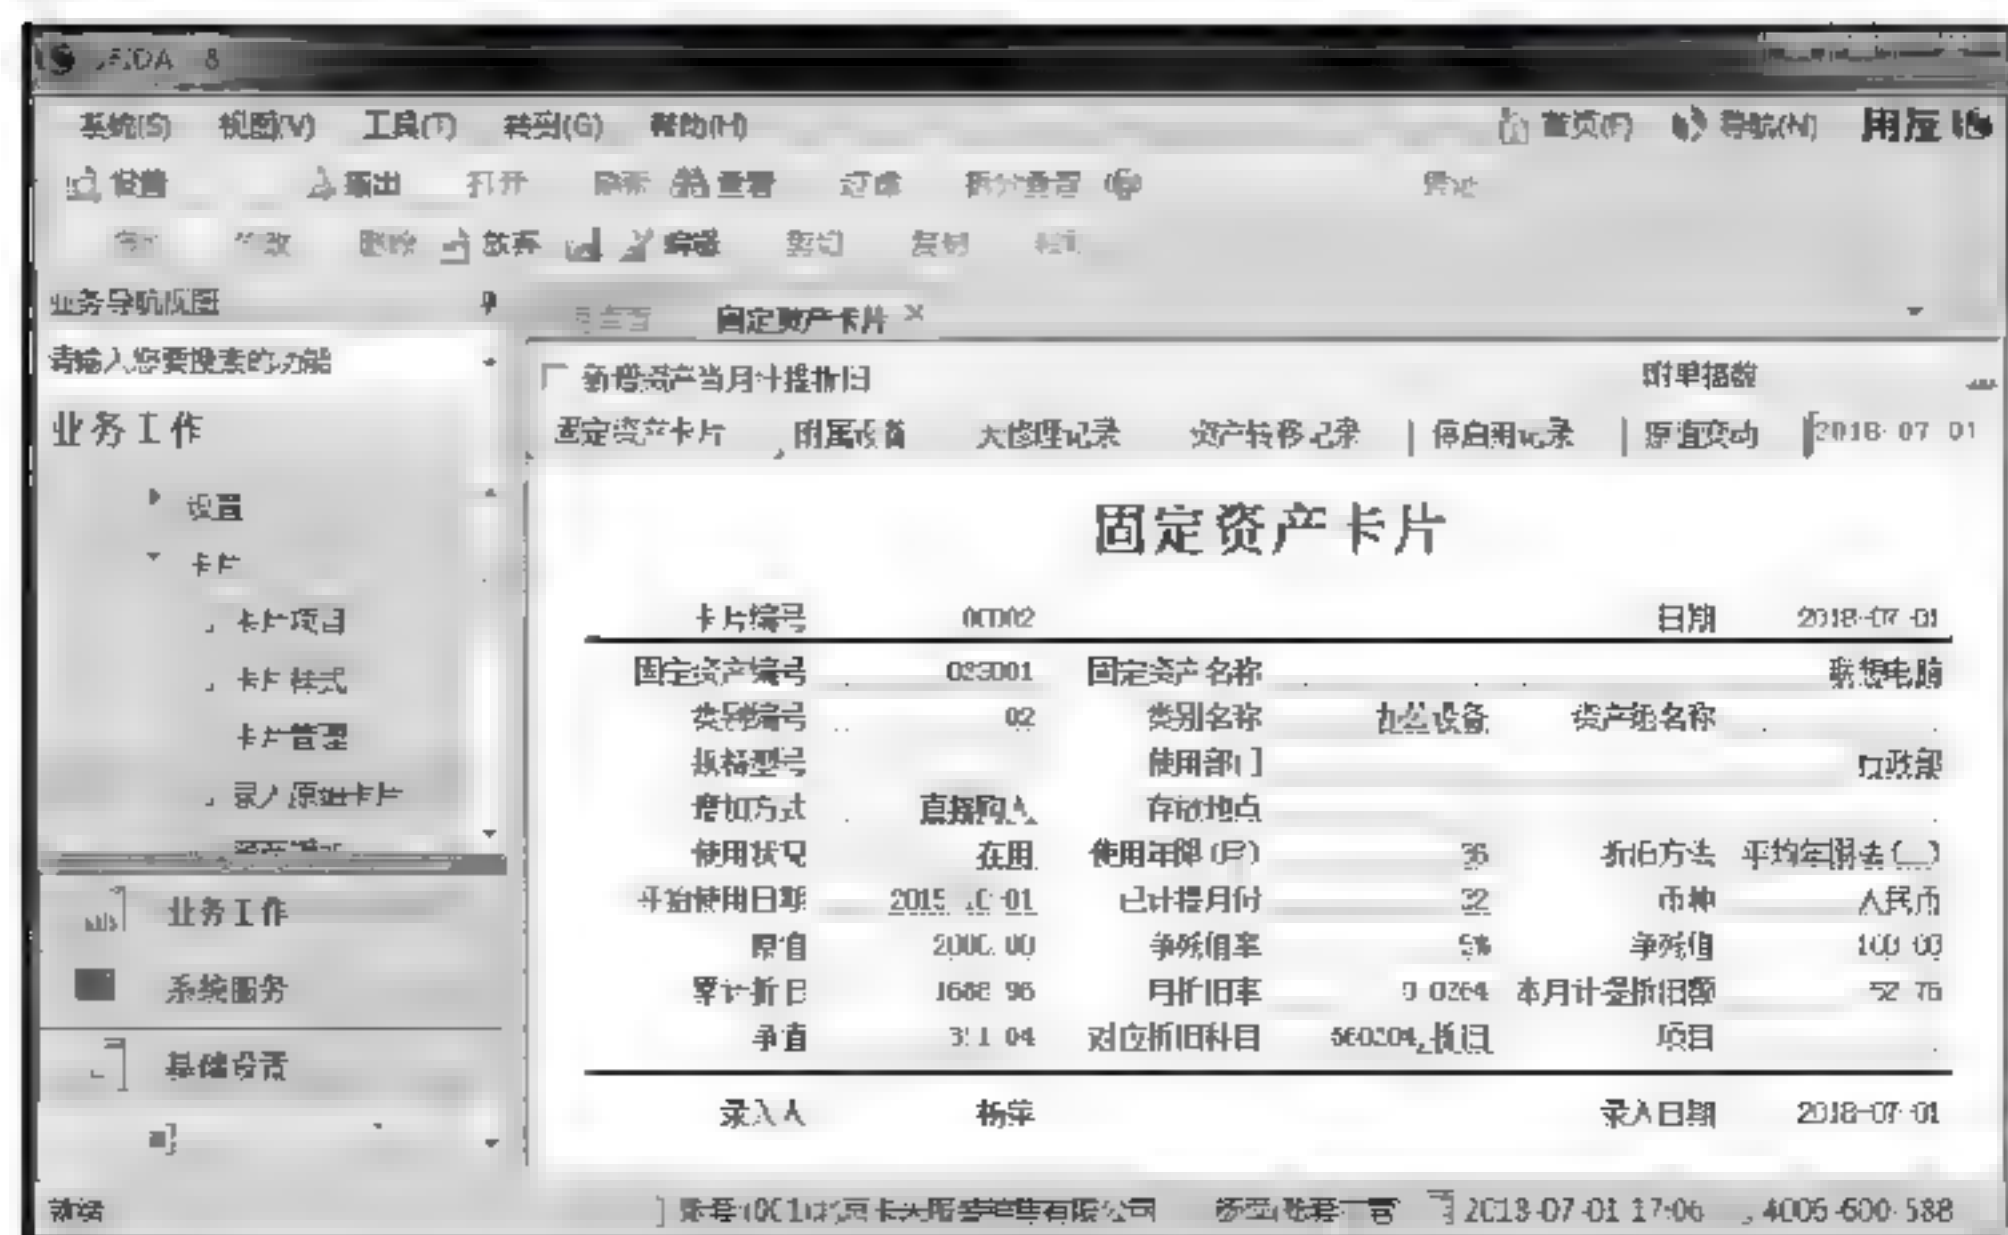 系统(S) 视图(V) 工具(T) 转到(G) 帮助(H) 首页(F) 导航(N) 用友
设置 输出 打开 刷新 查看 过滤 拆分查看 凭证
修改 删除 放弃 编辑 剪切 复制 粘贴
业务导航视图
固定资产卡片 ×
请输入您要搜索的功能
新增资产当月计提折旧 附单据数
业务工作
固定资产卡片 附属设备 大修理记录 资产转移记录 停启用记录 原值变动 2018-07-01
设置
固定资产卡片
卡片
卡片编号 00002 日期 2018-07-01
卡片项目
固定资产编号 固定资产名称 联想电脑
卡片样式
类别编号 02 类别名称 办公设备 资产组名称
卡片管理
规格型号 使用部门 行政部
录入原始卡片
增加方式 直接购入 存放地点
使用状况 在用 使用年限(月) 36 折旧方法 平均年限法(一)
开始使用日期 2015-10-01 已计提月份 32 币种 人民币
业务工作
原值 2000.00 净残值率 5% 净残值 100.00
系统服务
累计折旧 1688.96 月折旧率 0.0264 本月计提折旧额
净值 311.04 对应折旧科目 660204,折旧 项目
基础设置
录入人 录入日期 2018-07-01
就绪 2018-07-01 17:06 4006-600-588